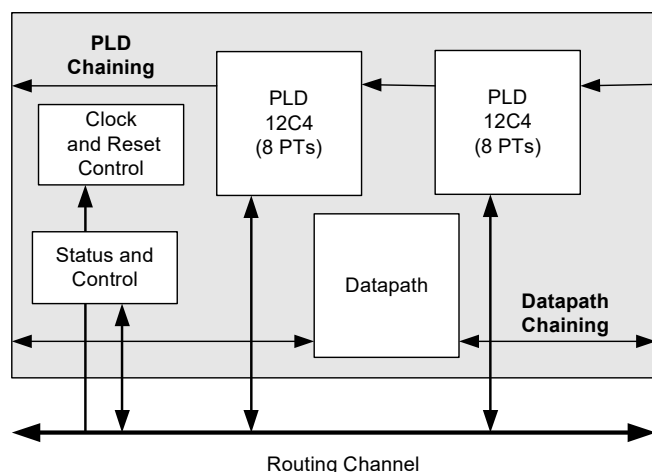 PLD
Chaining
PLD
12C4
(8 PTs)
PLD
12C4
(8 PTs)
Clock
and Reset
Control
Status and
Control
Datapath
Datapath
Chaining
Routing Channel